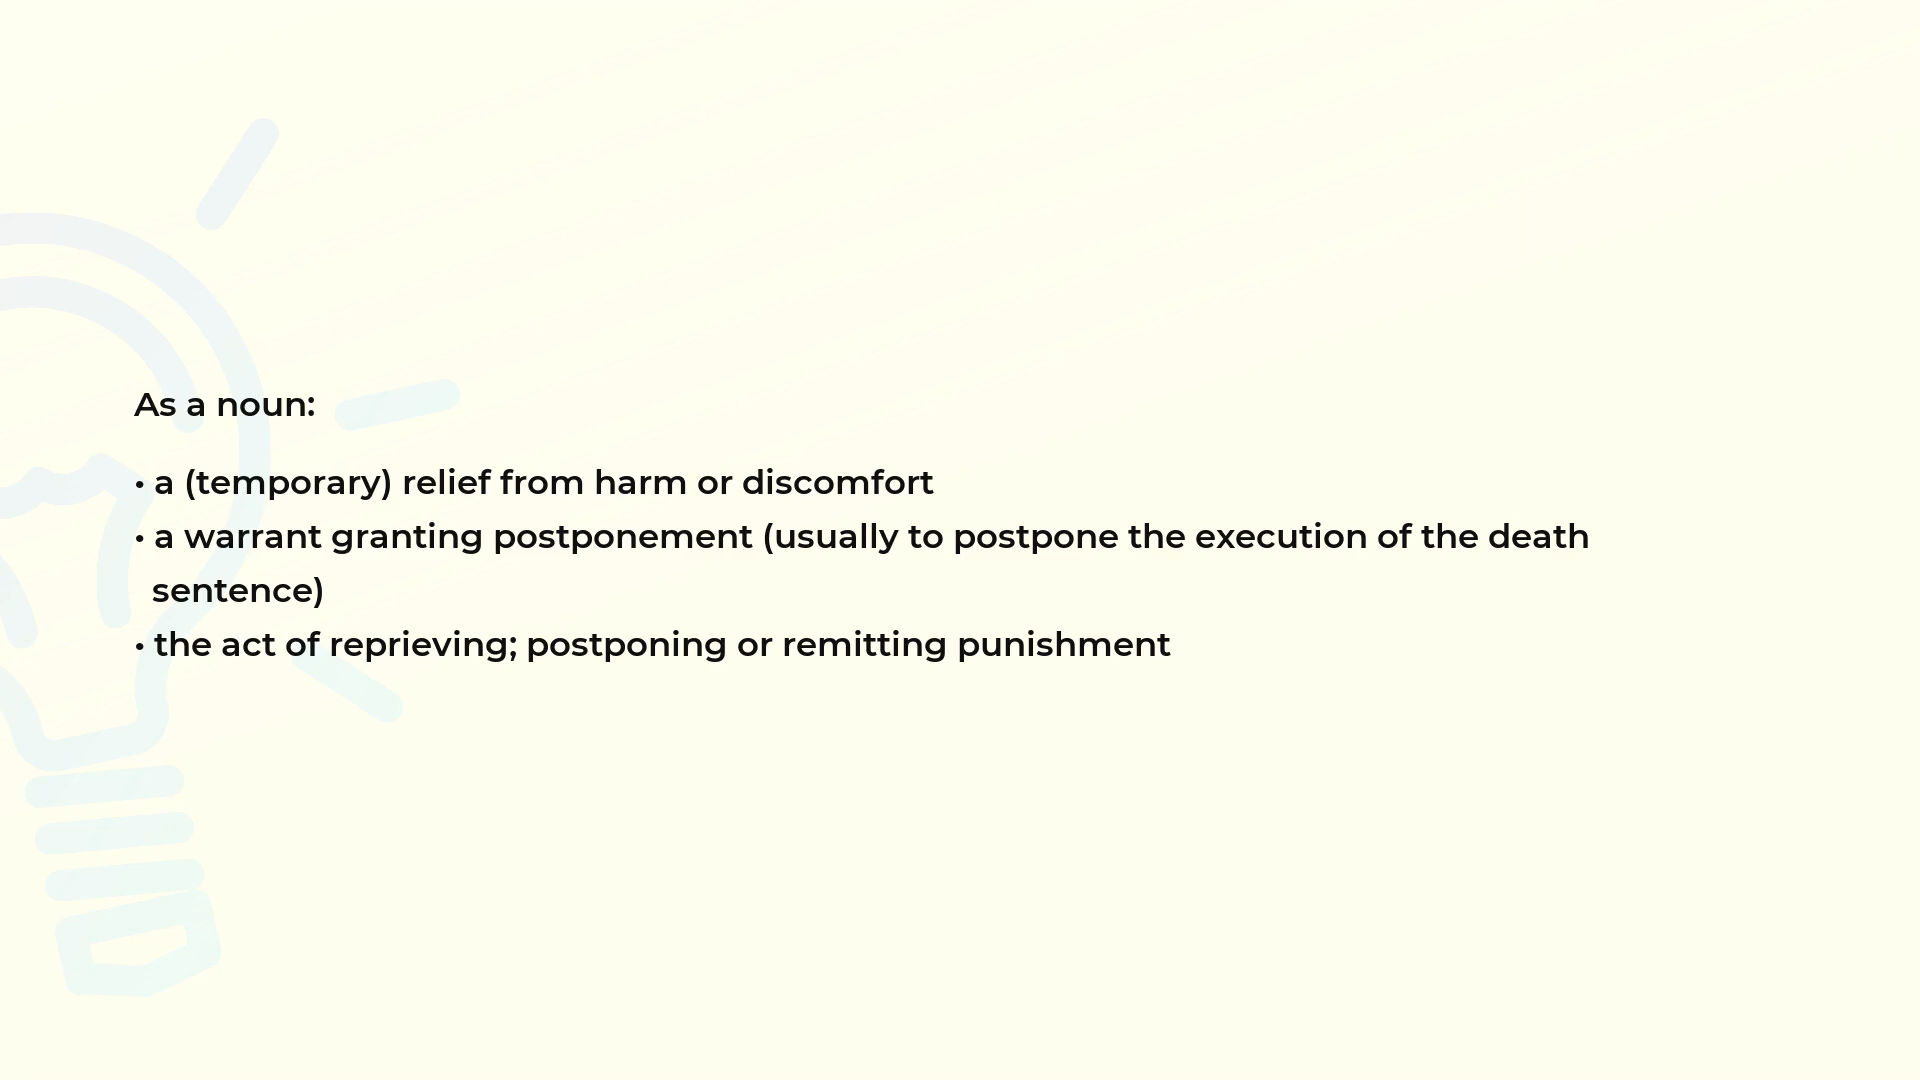 As a noun:
• a (temporary) relief from harm or discomfort
• a warrant granting postponement (usually to postpone the execution of the death
sentence)
• the act of reprieving; postponing or remitting punishment